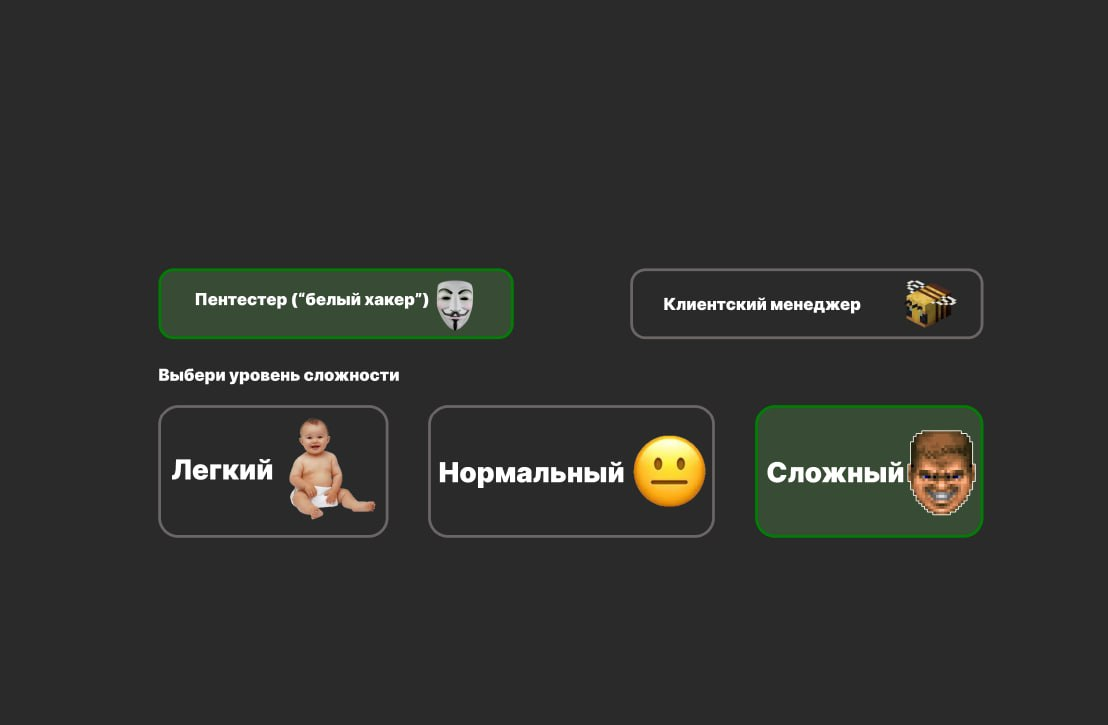 Пентестер (“белый хакер”)
Клиентский менеджер
Выбери уровень сложности
Легкий
Нормальный
Сложный